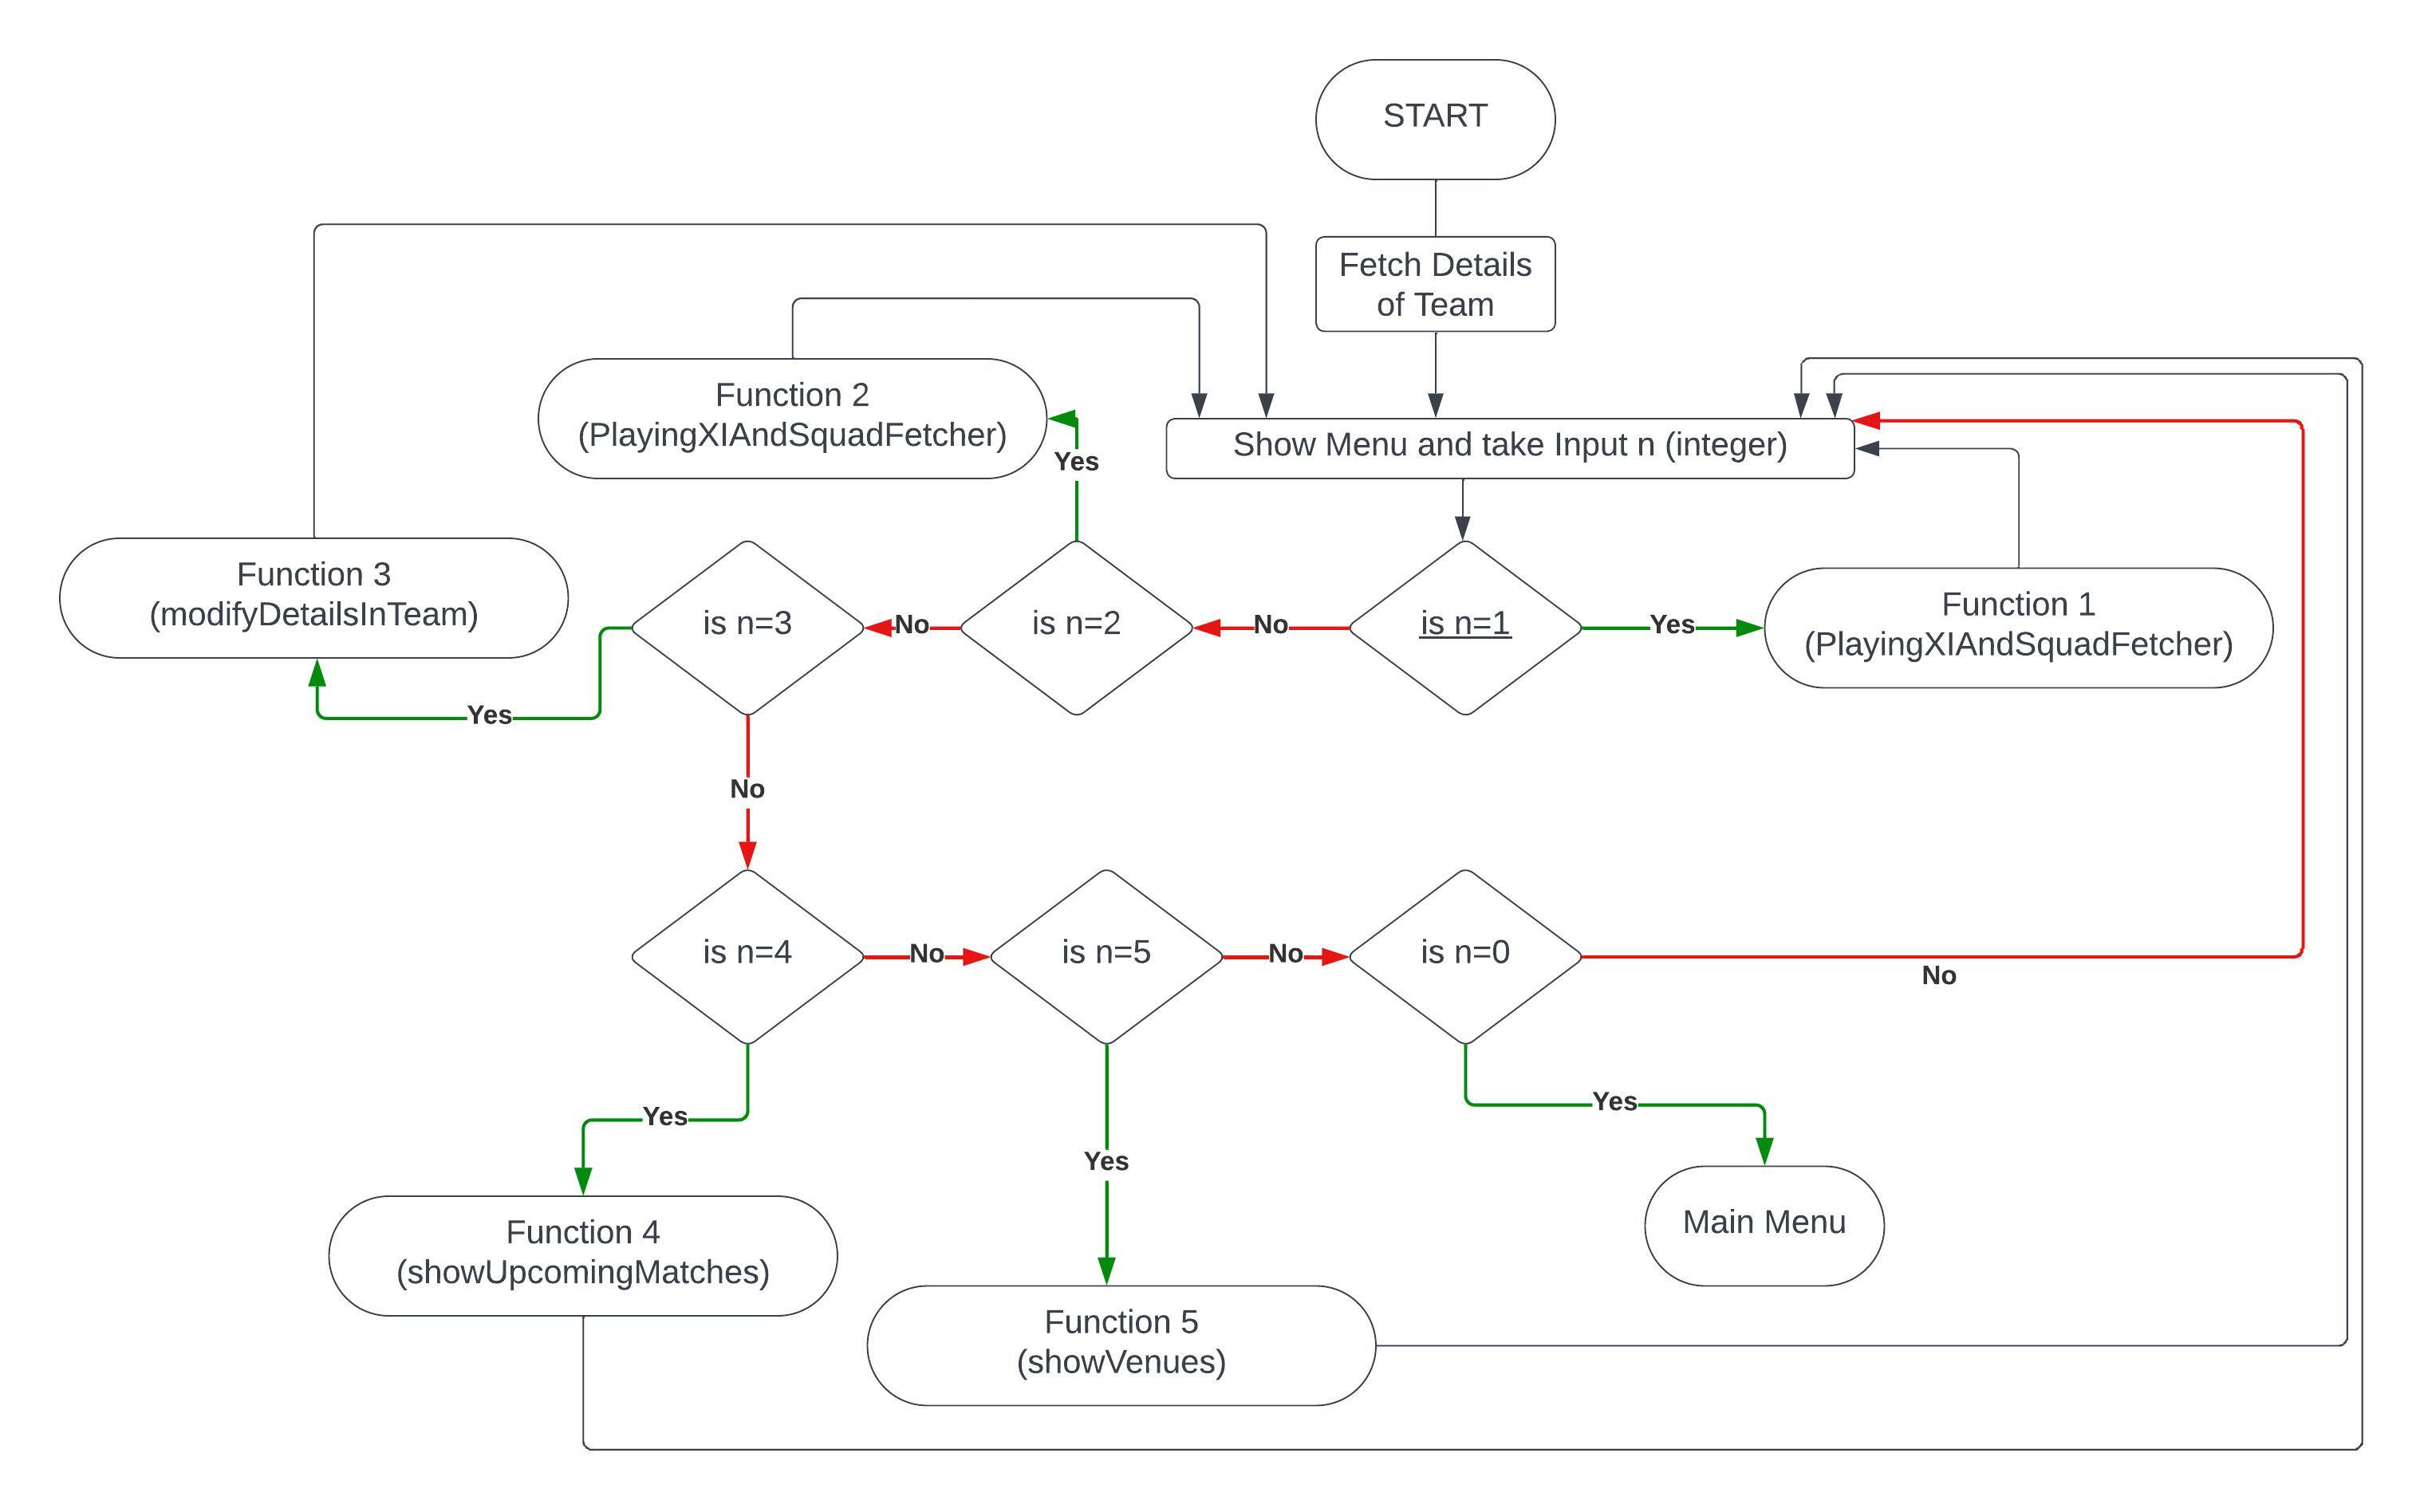 START
Fetch Details
of Team
Function 2
(PlayingXIAndSquadFetcher)
Yes
Show Menu and take Input n (integer)
Function 3
(modifyDetailsInTeam)
is n=3
No
is n=2
No
is n=1
Yes
Function 1
(PlayingXIAndSquadFetcher)
Yes
No
is n=4
No
is n=5
No
is n=0
No
Yes
Yes
Yes
Function 4
(showUpcomingMatches)
Main Menu
Function 5
(showVenues)